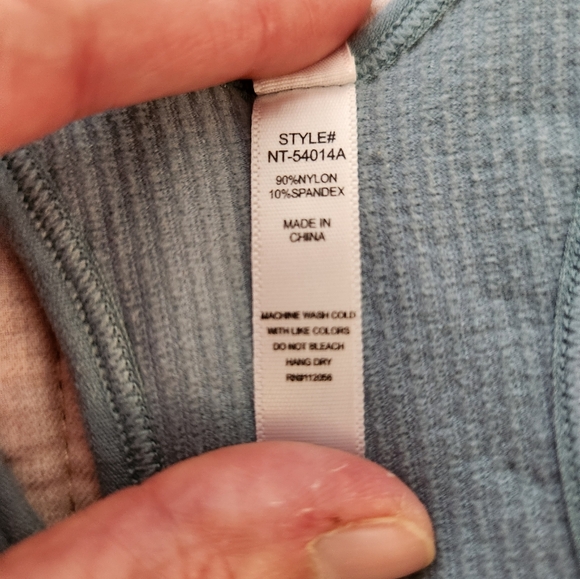 STYLE#
NT-54014A
90%NYLON
10%SPANDEX
MADE IN
CHINA
MACHINE WASH COLD
WITH LIKE COLORS
DO NOT BLEACH
HANG DRY
RN#112056